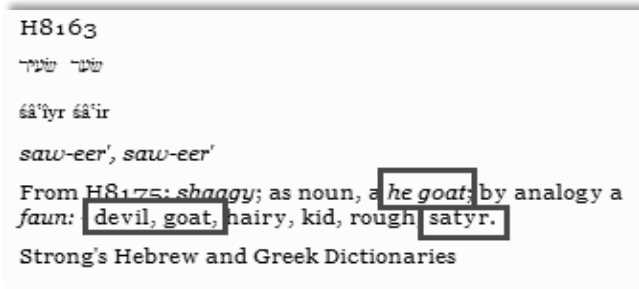 H8163
שׂעיר שׂער
śâ‛îyr śâ‛ir
saw-eer', saw-eer'
From H8175; shaggy; as noun, a he goat; by analogy a
faun: - devil, goat, hairy, kid, rough, satyr.
Strong's Hebrew and Greek Dictionaries